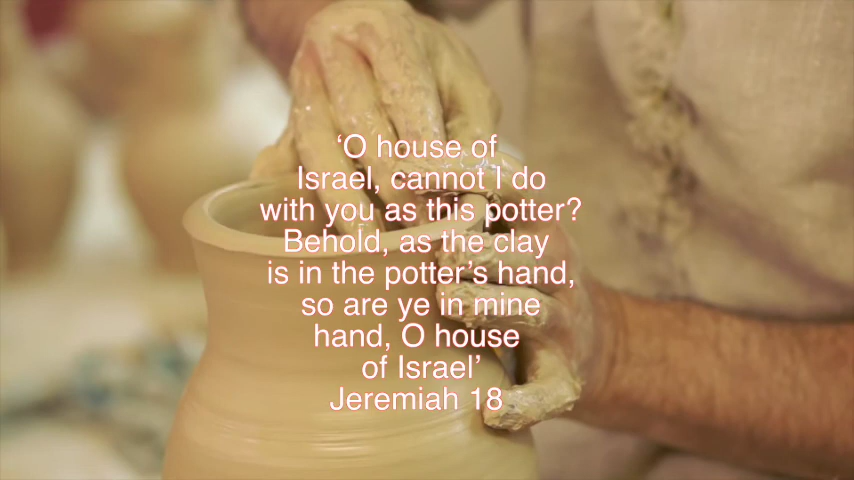 ‘O house of
Israel, cannot I do
with you as this potter?
Behold, as the clay
is in the potter’s hand,
so are ye in mine
hand, O house
of Israel’
Jeremiah 18